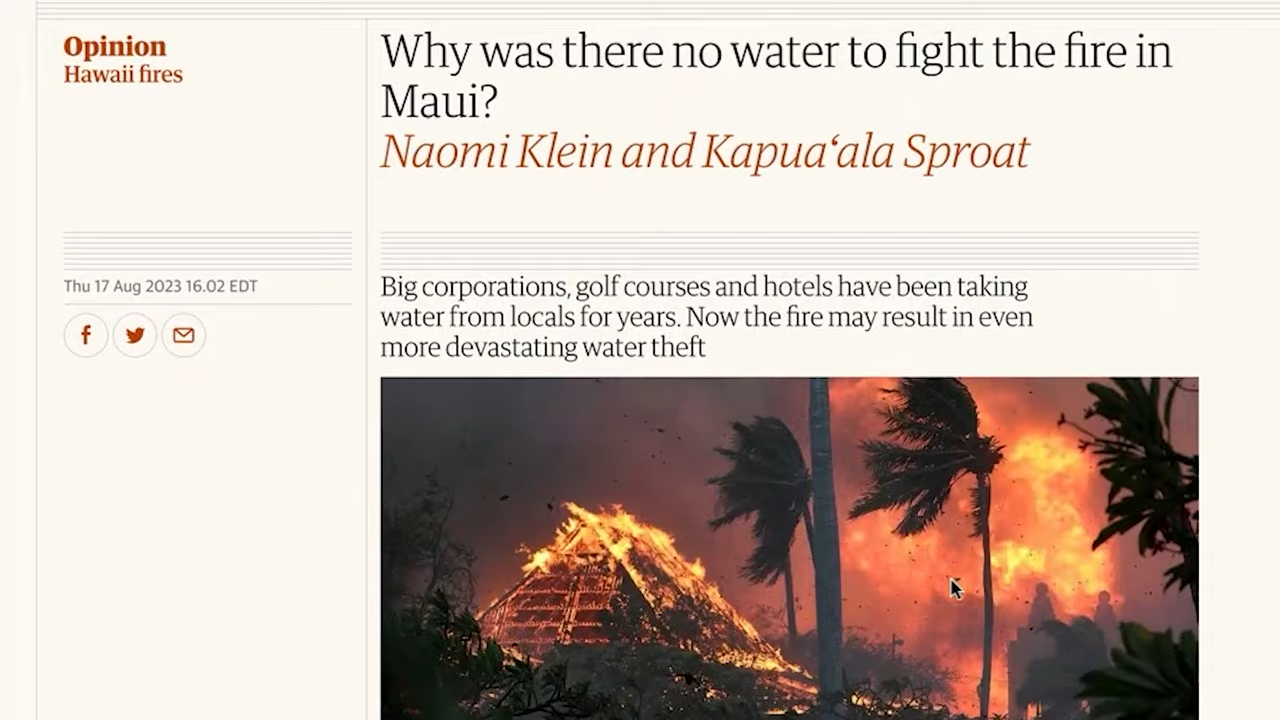 Opinion
Hawaii fires
Why was there no water to fight the fire in
Maui?
Naomi Klein and Kapuaʻala Sproat
Thu 17 Aug 2023 16.02 EDT
Big corporations, golf courses and hotels have been taking
water from locals for years. Now the fire may result in even
more devastating water theft